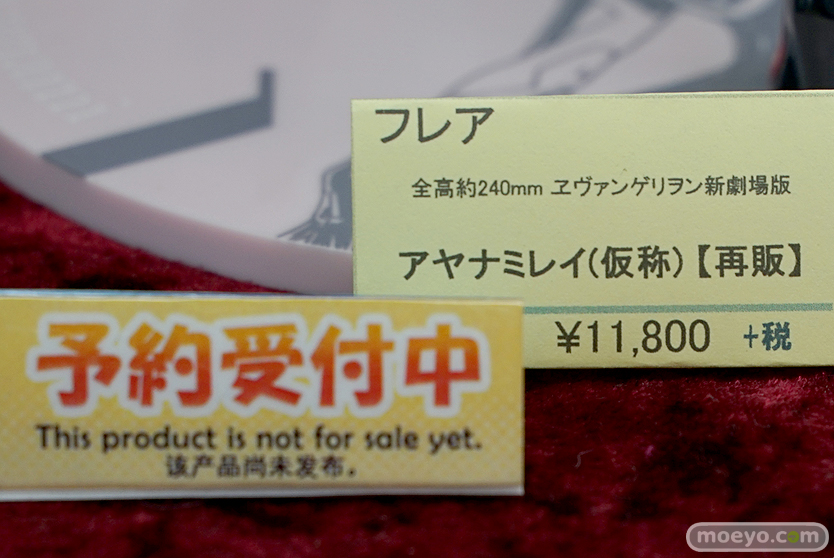 フレア
全高約240mm ヱヴァンゲリヲン新劇場版
アヤナミレイ(仮称)【再販】
¥11,800 +税
予約受付中
This product is not for sale yet.
该产品尚未发布。
moeyo.com